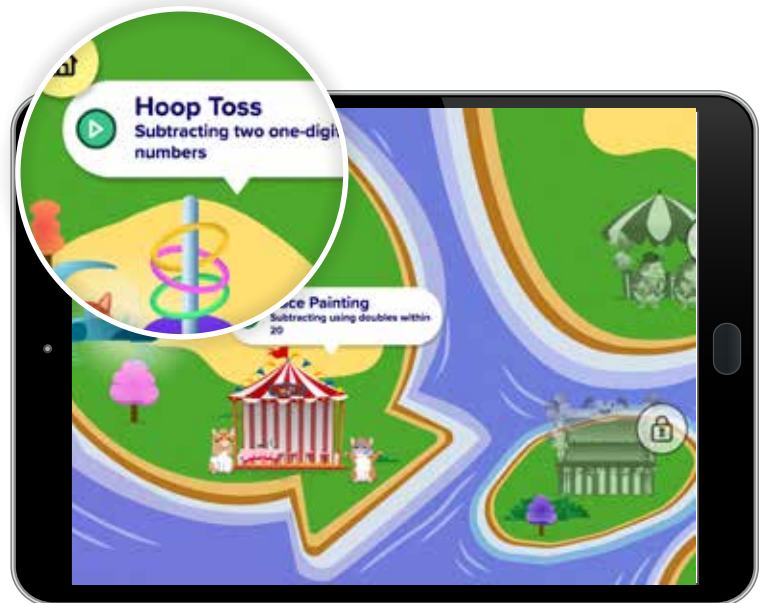 Hoop Toss
Subtracting two one-digit
numbers
Painting
Subtracting using doubles within
20